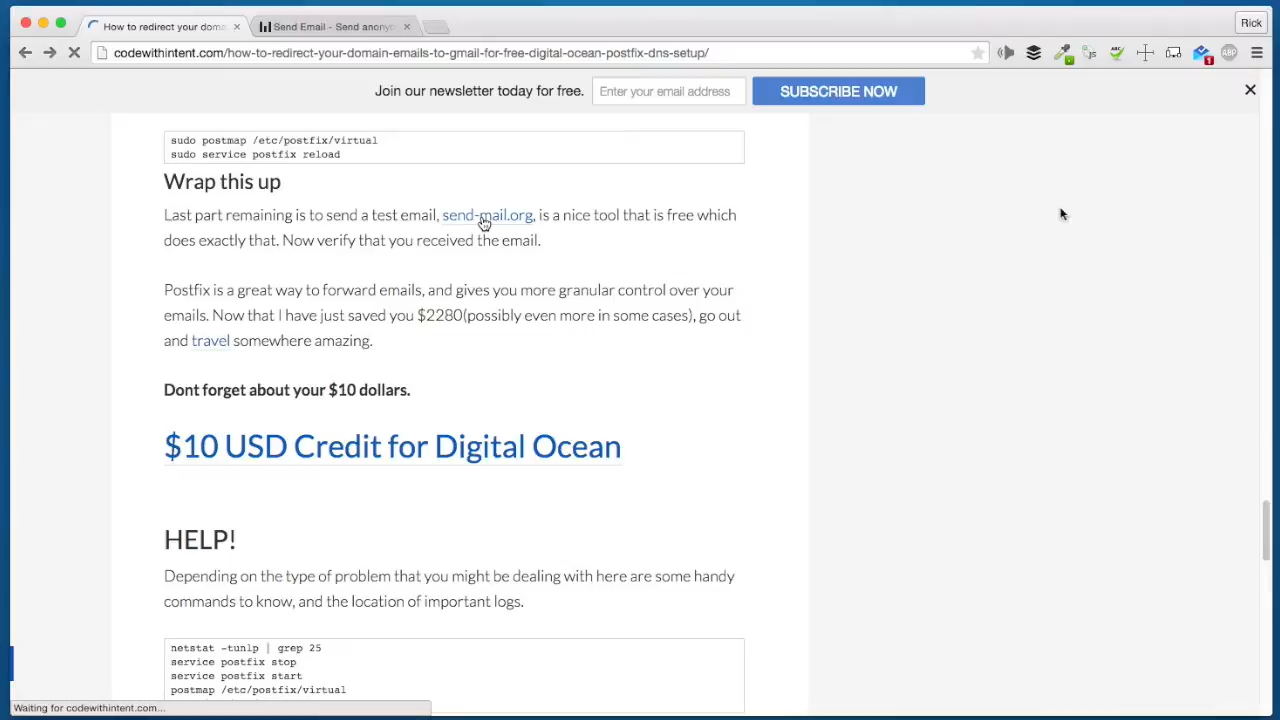 How to redirect your doma
Send Email - Send anony
Rick
codewithintent.com/how-to-redirect-your-domain-emails-to-gmail-for-free-digital-ocean-postfix-dns-setup/
ABP
1
Join our newsletter today for free.
Enter your email address
SUBSCRIBE NOW
sudo postmap /etc/postfix/virtual
sudo service postfix reload
Wrap this up
Last part remaining is to send a test email, send-mail.org, is a nice tool that is free which
does exactly that. Now verify that you received the email.
Postfix is a great way to forward emails, and gives you more granular control over your
emails. Now that I have just saved you $2280(possibly even more in some cases), go out
and travel somewhere amazing.
Dont forget about your $10 dollars.
$10 USD Credit for Digital Ocean
HELP!
Depending on the type of problem that you might be dealing with here are some handy
commands to know, and the location of important logs.
netstat -tunlp | grep 25
service postfix stop
service postfix start
postmap /etc/postfix/virtual
Waiting for codewithintent.com...